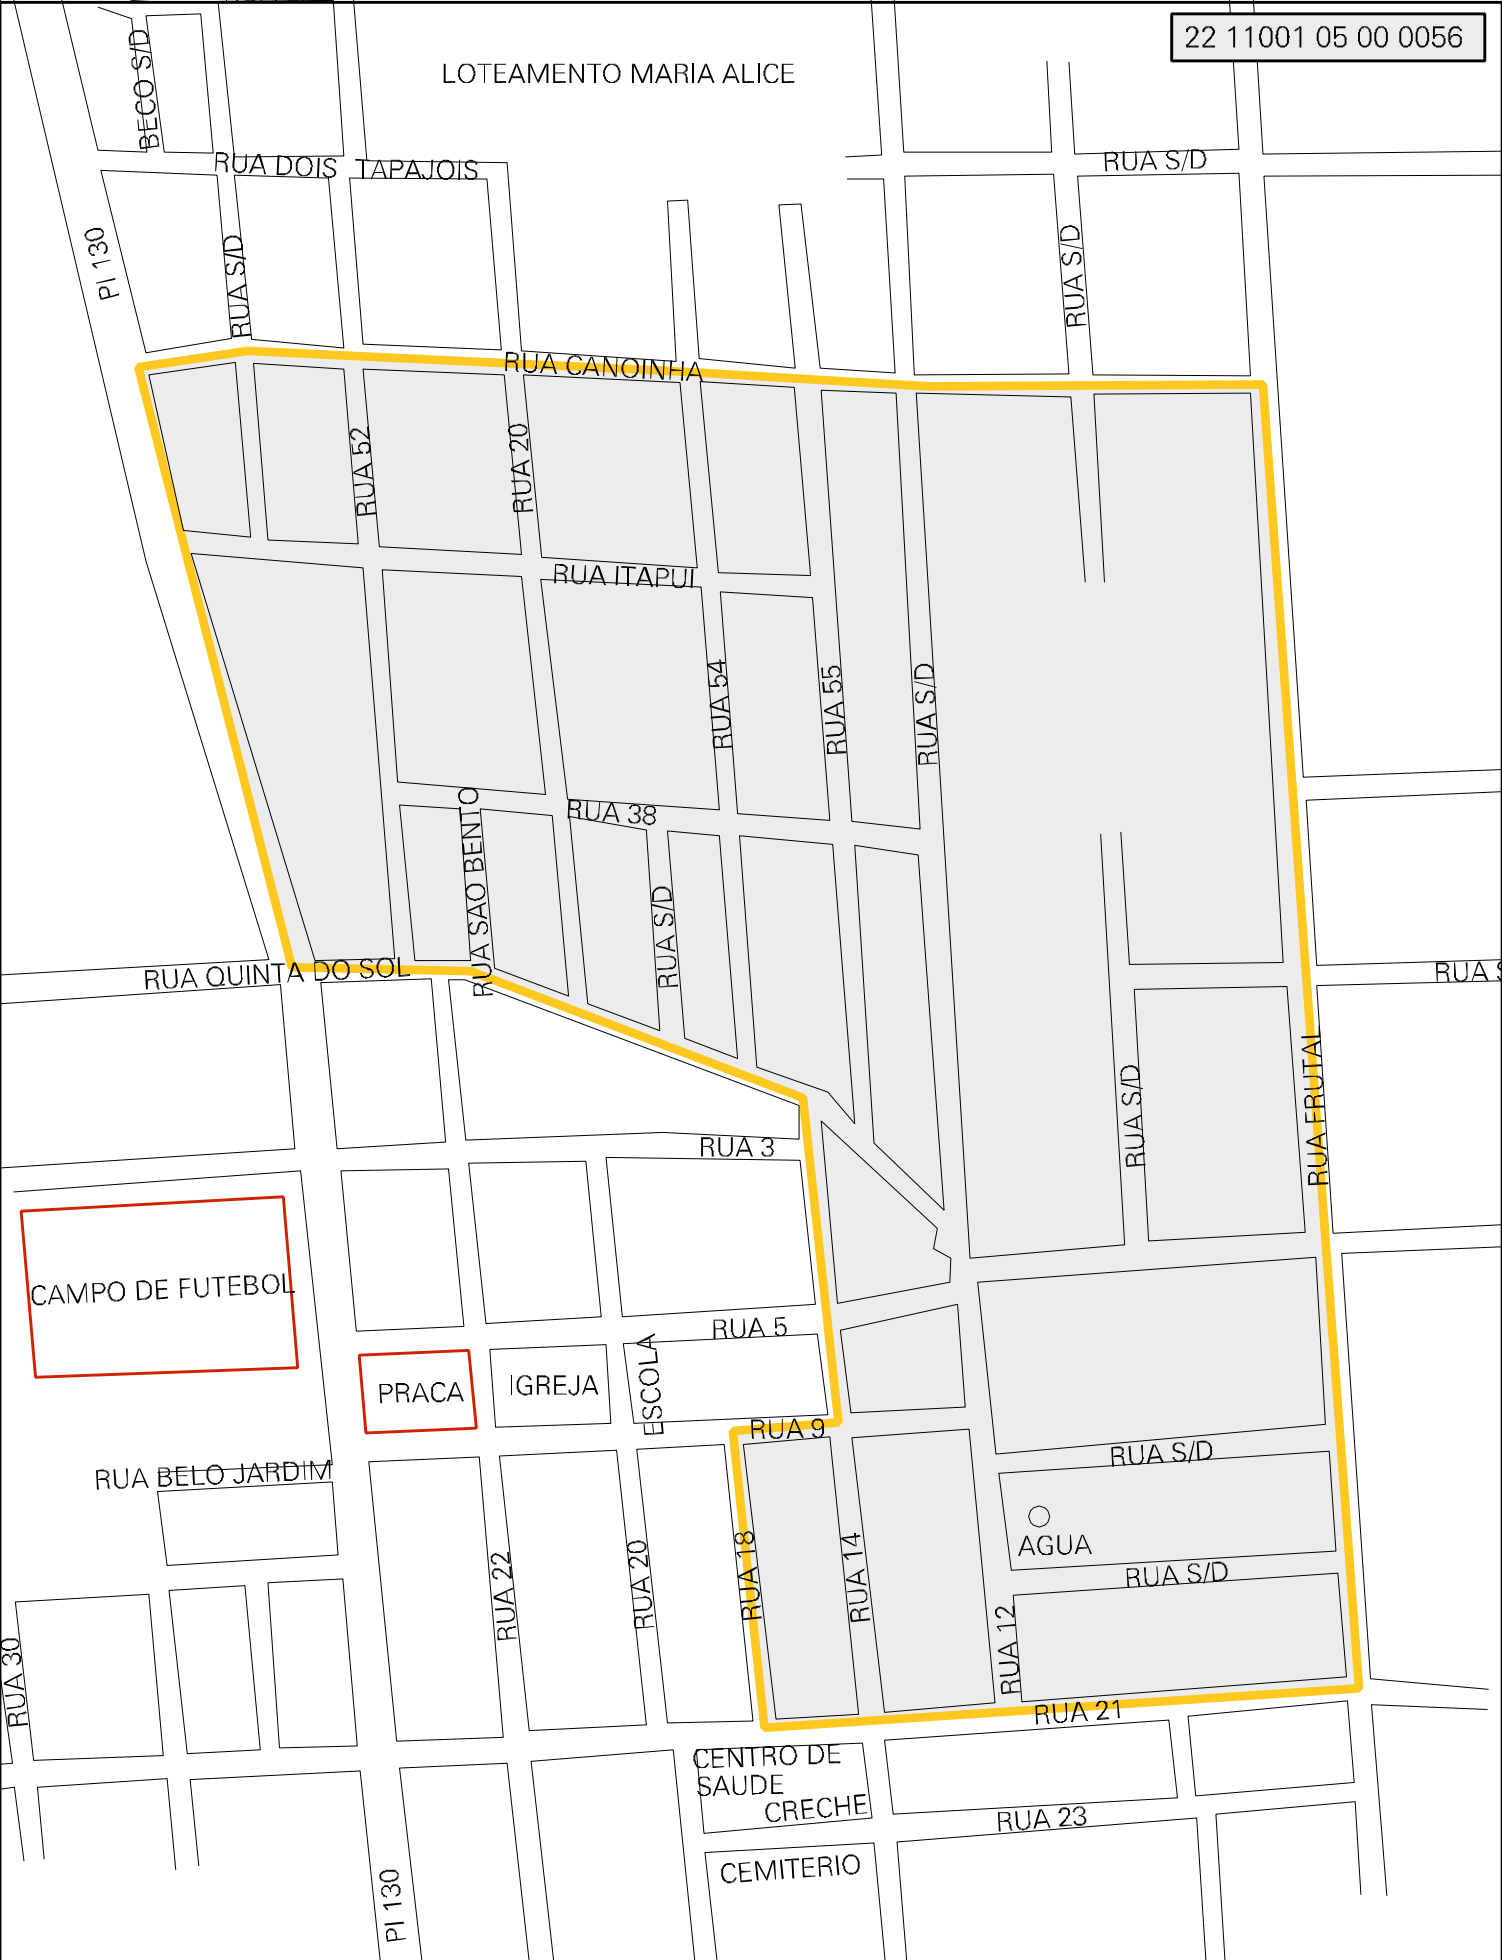 22 11001 05 00 0056
BECO S/D
LOTEAMENTO MARIA ALICE
RUA DOIS TAPAJOIS
RUA S/D
PI 130
RUA S/D
RUA S/D
RUA CANOINHA
RUA 52
RUA 20
RUA ITAPUI
RUA 54
RUA 55
RUA S/D
RUA SAO BENTO
RUA 38
RUA S/D
RUA QUINTA DO SOL
RUA S
RUA S/D
RUA FRUTAL
RUA 3
CAMPO DE FUTEBOL
RUA 5
PRACA
IGREJA
ESCOLA
RUA 9
RUA BELO JARDIM
RUA S/D
AGUA
RUA S/D
RUA 22
RUA 20
RUA 18
RUA 14
RUA 12
RUA 30
RUA 21
CENTRO DE
SAUDE
CRECHE
RUA 23
CEMITERIO
PI 130